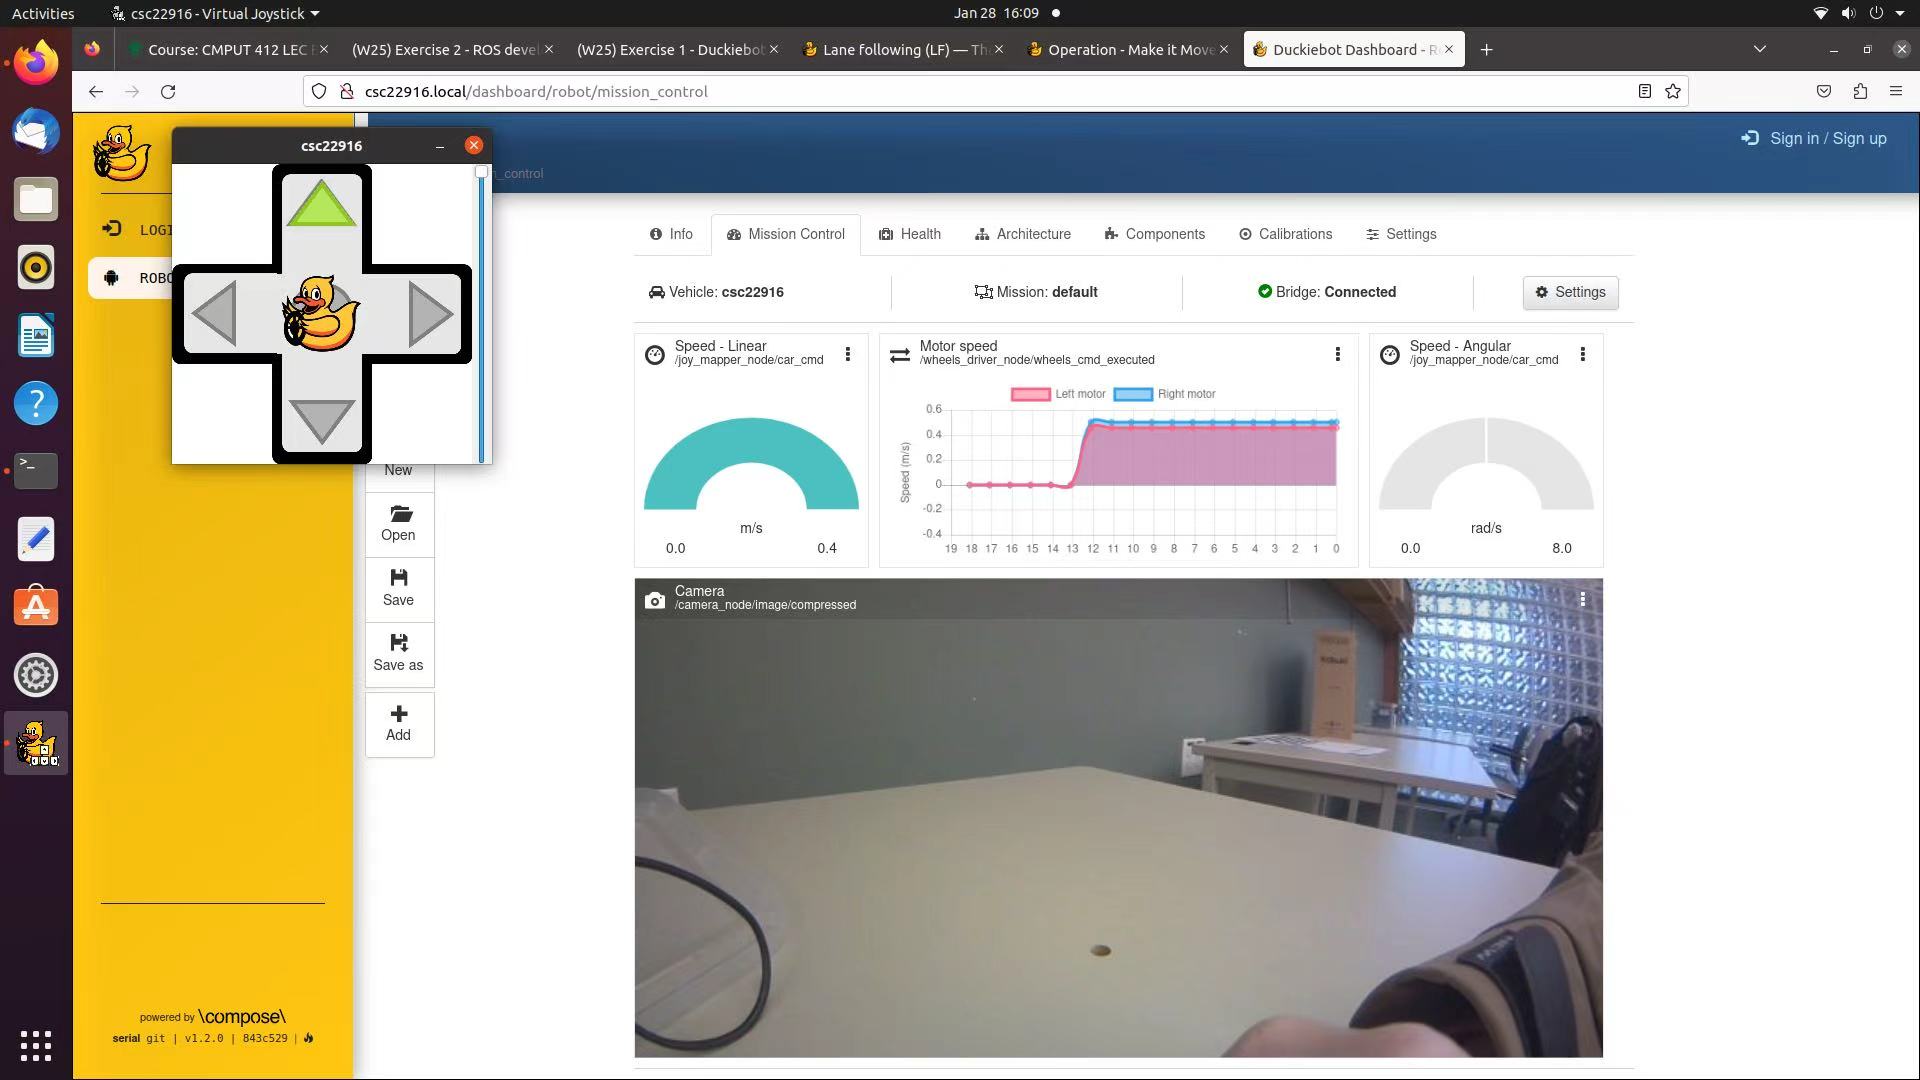 Activities
csc22916 - Virtual Joystick
Jan 28 16:09
Course: CMPUT 412 LEC
(W25) Exercise 2 - ROS deve
(W25) Exercise 1 - Duckiebot
Lane following (LF) — Th
Operation - Make it Move
Duckiebot Dashboard - R
csc22916.local/dashboard/robot/mission_control
Sign in / Sign up
csc22916
n_control
LOGI
ROBO
Info
Mission Control
Health
Architecture
Components
Calibrations
Settings
Vehicle: csc22916
Mission: default
Bridge: Connected
Settings
Speed - Linear
/joy_mapper_node/car_cmd
m/s
0.0
0.4
Motor speed
/wheels_driver_node/wheels_cmd_executed
Left motor
Right motor
Speed (m/s)
0.6
0.4
0.2
0
-0.2
-0.4
19 18 17 16 15 14 13 12 11 10 9 8 7 6 5 4 3 2 1 0
Speed - Angular
/joy_mapper_node/car_cmd
rad/s
0.0
8.0
New
Open
Save
Save as
Add
Camera
/camera_node/image/compressed
powered by \compose\
serial git | v1.2.0 | 843c529 |